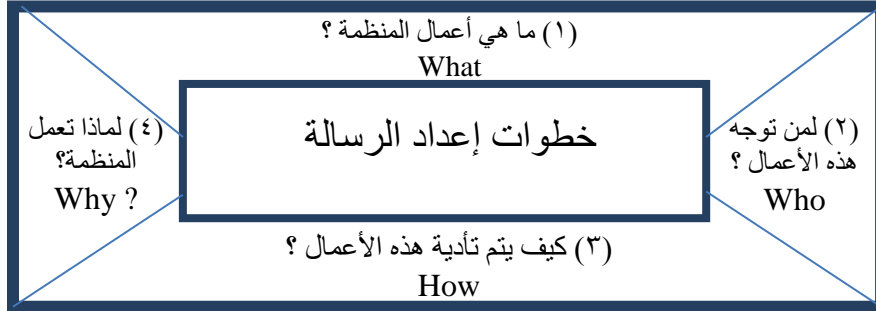 (١) ما هي أعمال المنظمة ؟
What
خطوات إعداد الرسالة
(٢) لمن توجه
هذه الأعمال ؟
Who
(٣) كيف يتم تأدية هذه الأعمال ؟
How
(٤) لماذا تعمل
المنظمة؟
Why ?